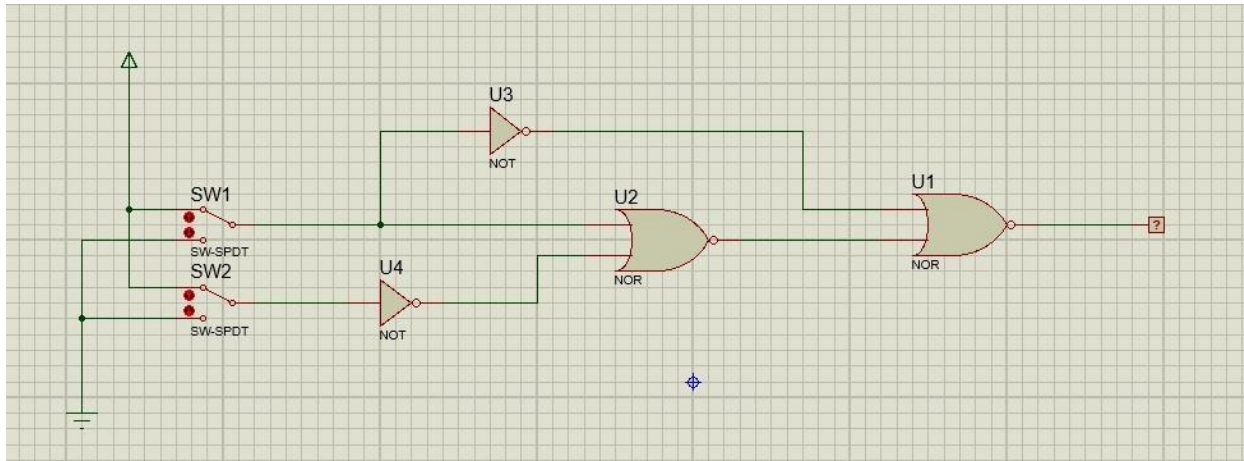 U3
NOT
SW1
SW-SPDT
U2
NOR
U1
NOR
?
SW2
SW-SPDT
U4
NOT